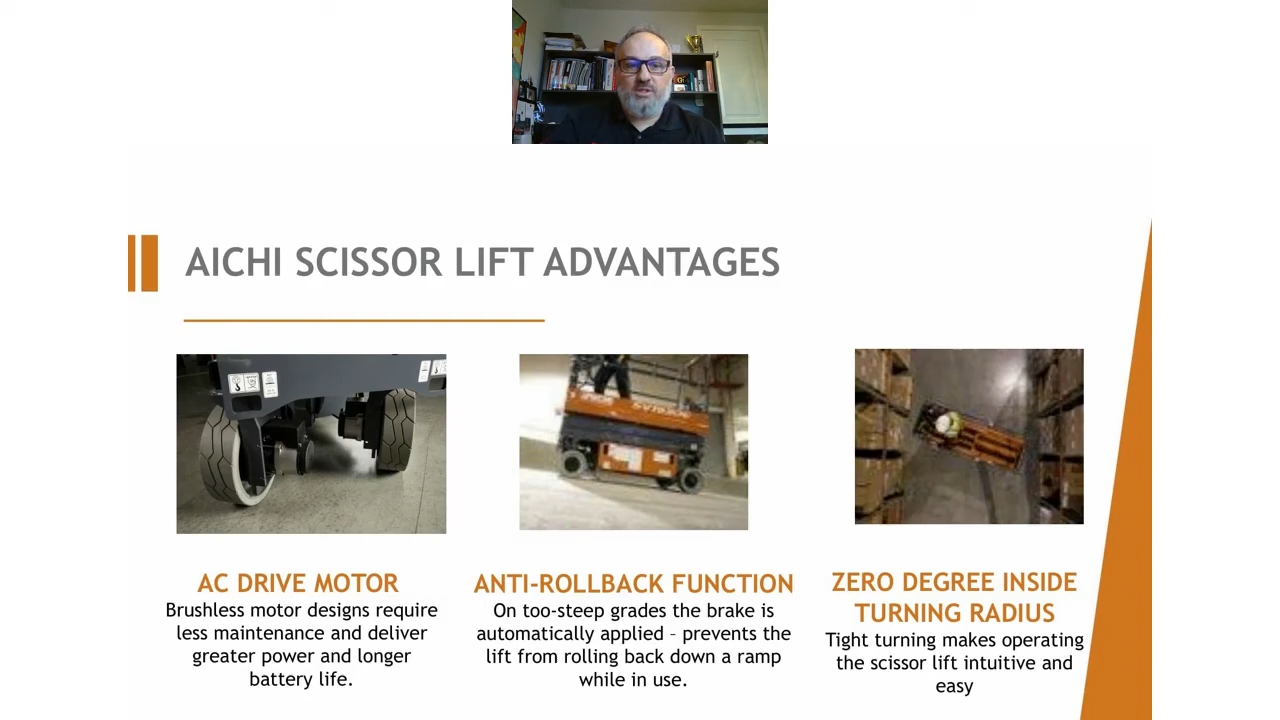 AICHI SCISSOR LIFT ADVANTAGES
AC DRIVE MOTOR
Brushless motor designs require
less maintenance and deliver
greater power and longer
battery life.
ANTI-ROLLBACK FUNCTION
On too-steep grades the brake is
automatically applied – prevents the
lift from rolling back down a ramp
while in use.
ZERO DEGREE INSIDE
TURNING RADIUS
Tight turning makes operating
the scissor lift intuitive and
easy